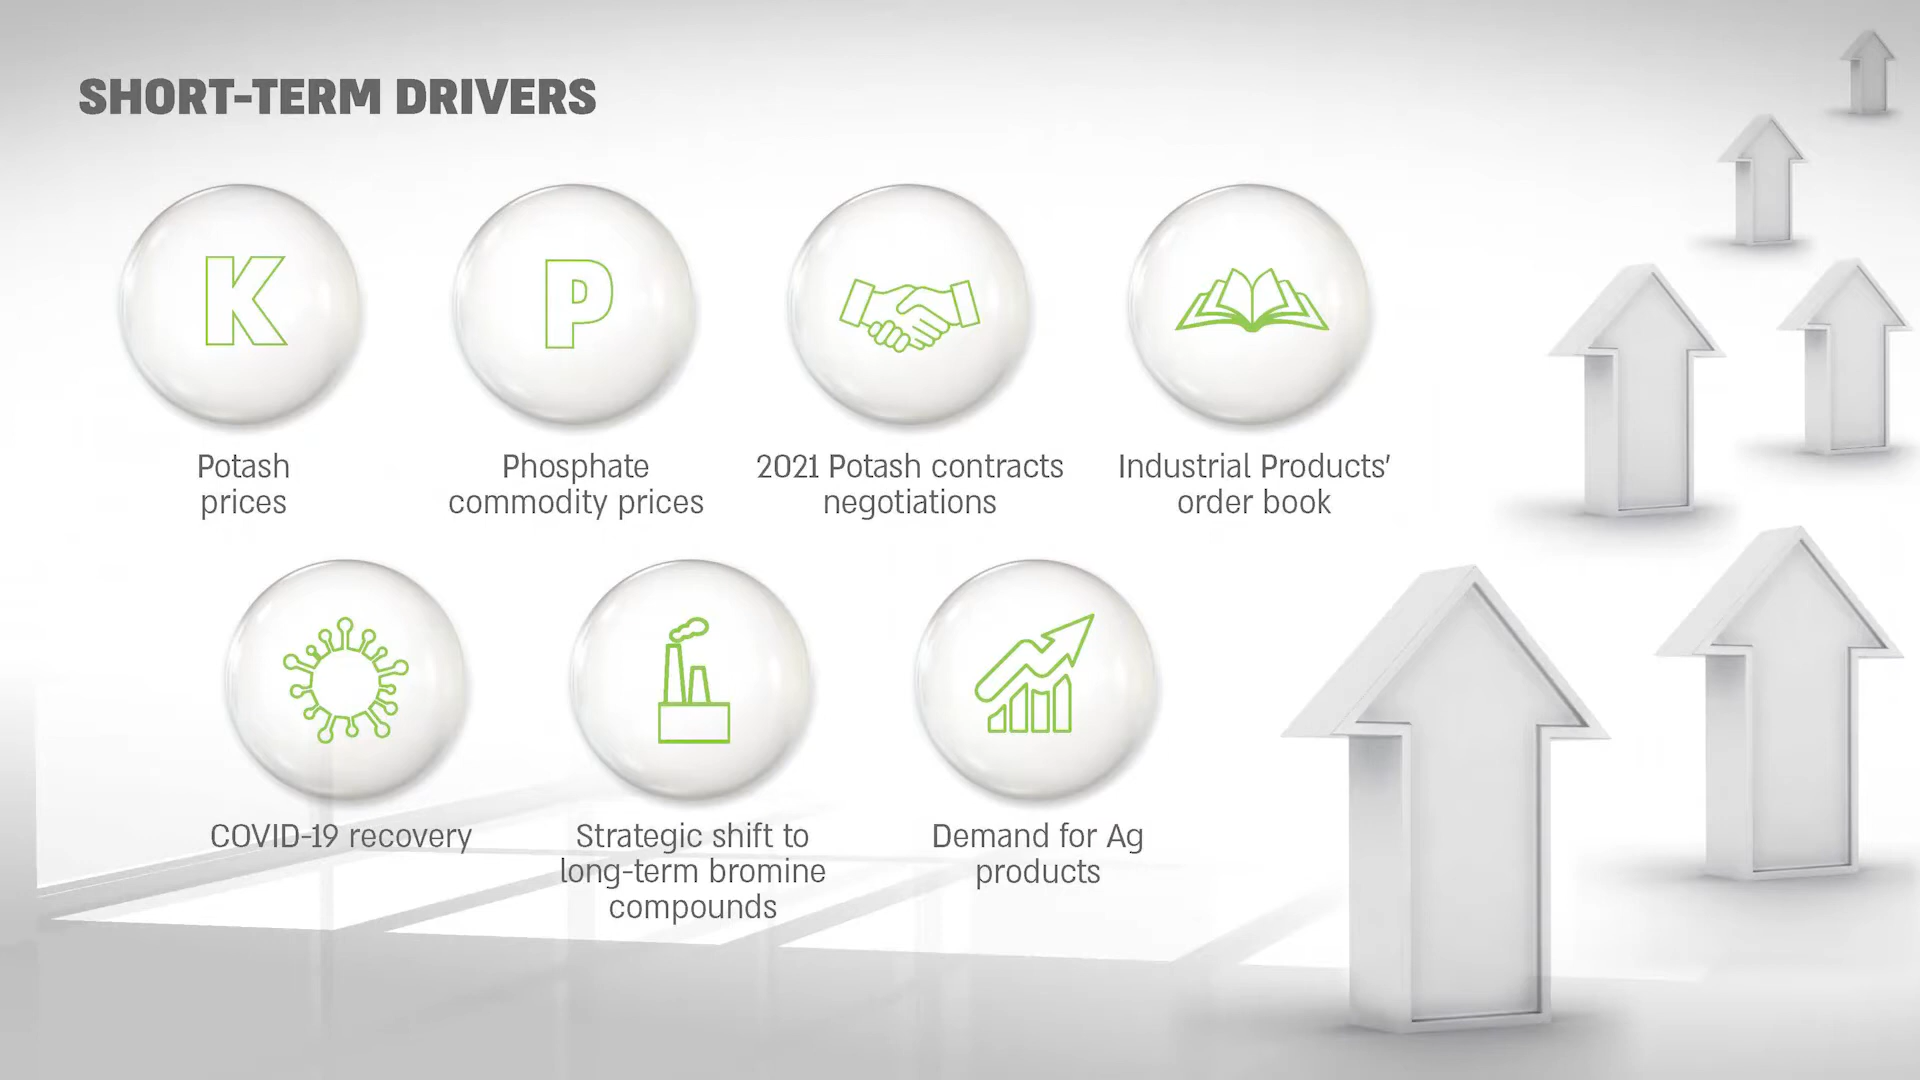 SHORT-TERM DRIVERS
K
P
Potash
prices
Phosphate
commodity prices
2021 Potash contracts
negotiations
Industrial Products’
order book
COVID-19 recovery
Strategic shift to
long-term bromine
compounds
Demand for Ag
products